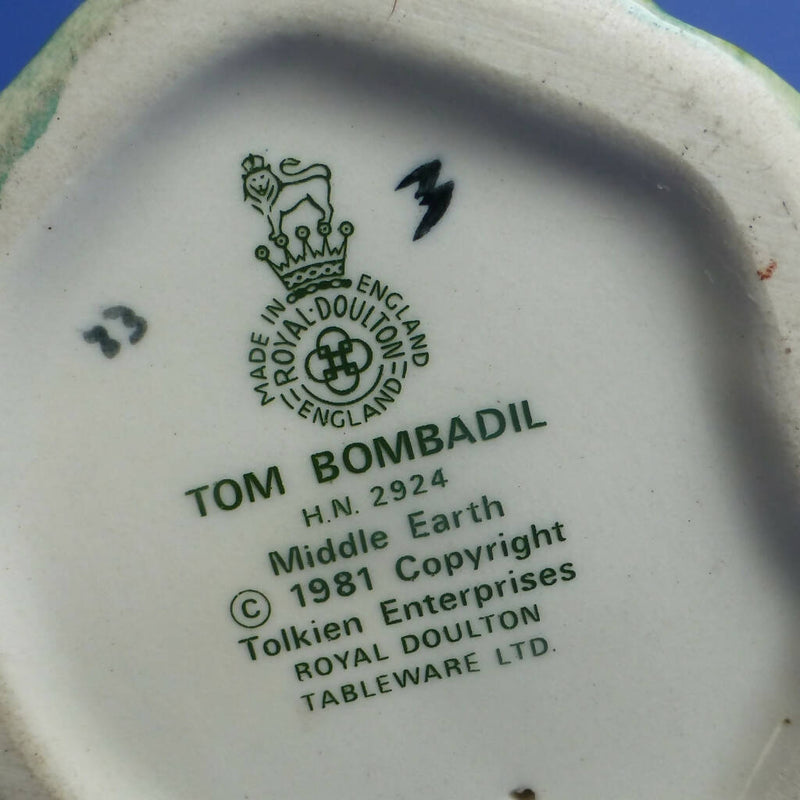 MADE IN ENGLAND
ROYAL·DOULTON
ENGLAND
TOM BOMBADIL
H.N. 2924
Middle Earth
© 1981 Copyright
Tolkien Enterprises
ROYAL DOULTON
TABLEWARE LTD.